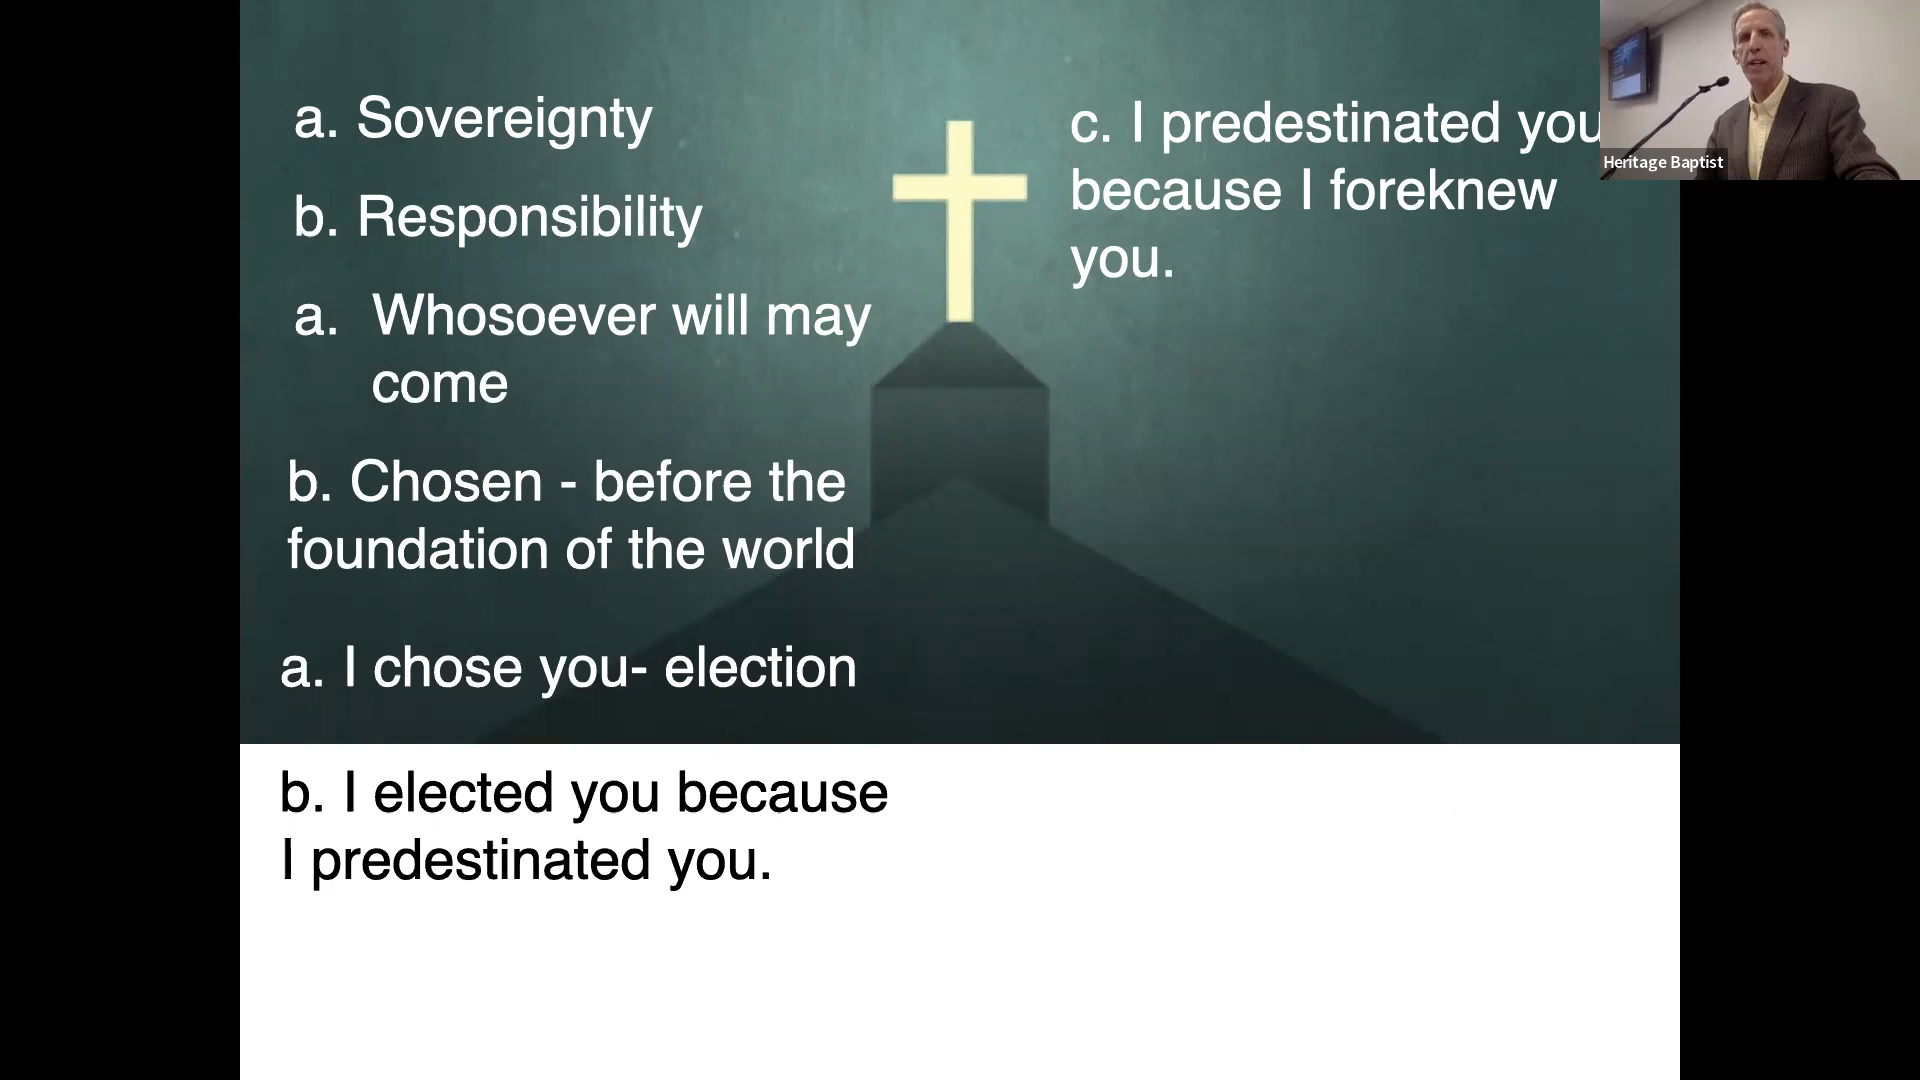 a. Sovereignty
b. Responsibility
a. Whosoever will may
come
b. Chosen - before the
foundation of the world
a. I chose you- election
b. I elected you because
I predestinated you.
c. I predestinated you
because I foreknew
you.
Heritage Baptist